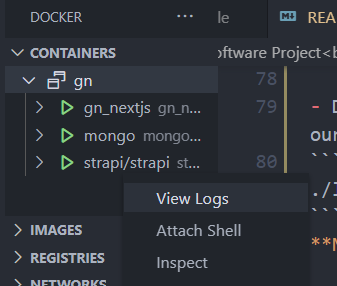 DOCKER
le
REA
CONTAINERS
oftware Project<b
gn
78
gn_nextjs gn_n...
79
- D
mongo mongo...
our
strapi/strapi st...
80
```
./I
View Logs
```
Attach Shell
**M
IMAGES
REGISTRIES
Inspect
NETWORKS